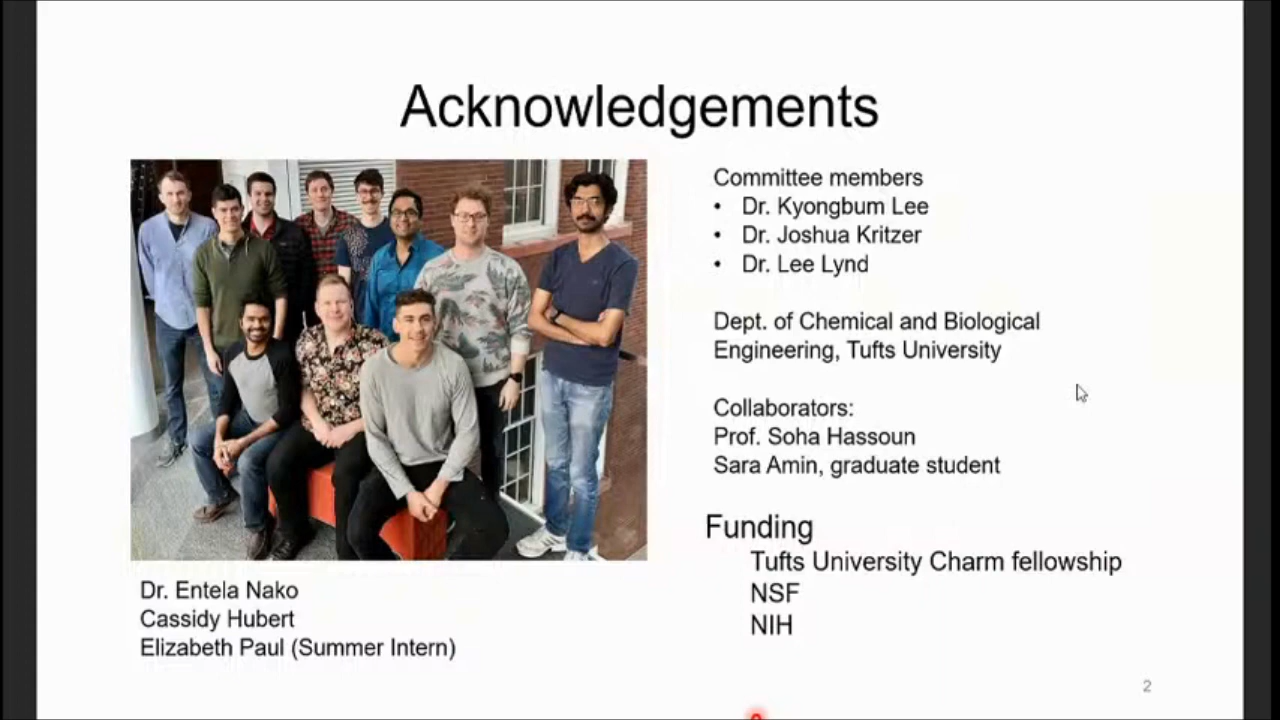 Acknowledgements
Committee members
• Dr. Kyongbum Lee
• Dr. Joshua Kritzer
• Dr. Lee Lynd
Dept. of Chemical and Biological
Engineering, Tufts University
Collaborators:
Prof. Soha Hassoun
Sara Amin, graduate student
Funding
Tufts University Charm fellowship
NSF
NIH
Dr. Entela Nako
Cassidy Hubert
Elizabeth Paul (Summer Intern)
2